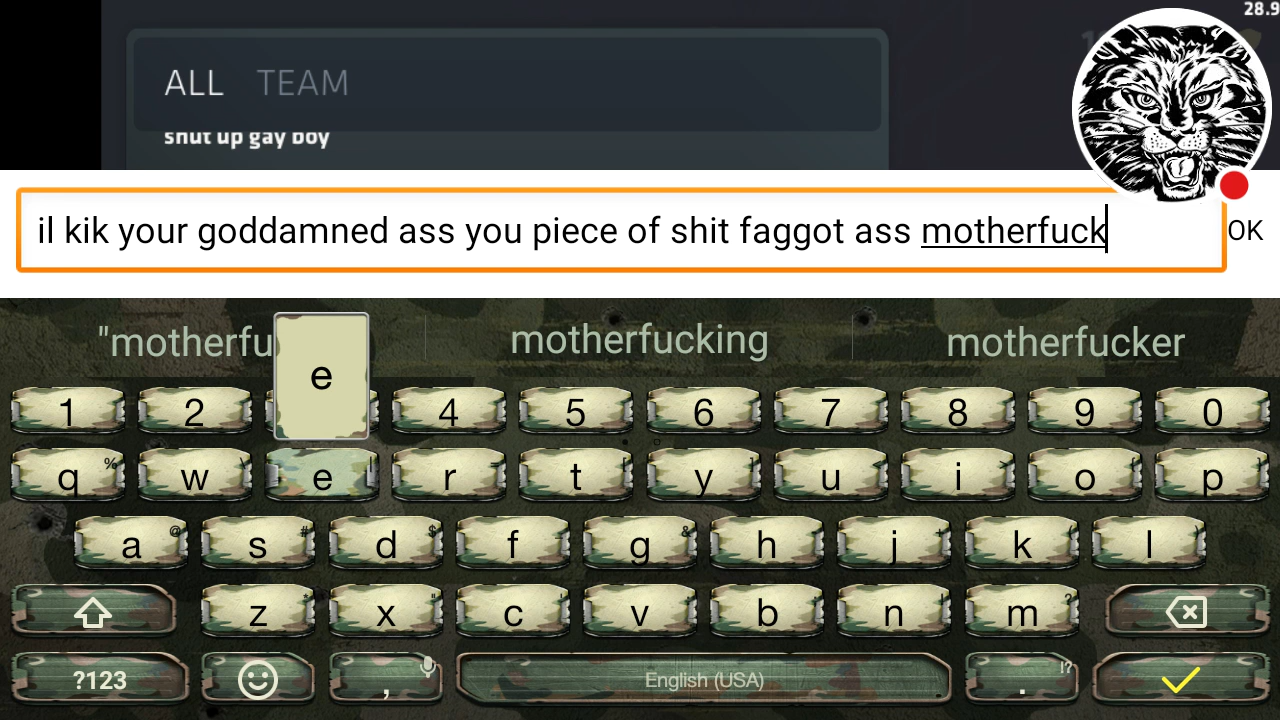 28.9
ALL TEAM
shut up gay boy
il kik your goddamned ass you piece of shit faggot ass motherfuck
OK
"motherfu motherfucking motherfucker
e
1 2 4 5 6 7 8 9 0
q % w e r t y u i o p
a @ s # d $ f g & h j k l
z x c v b n m ?
?123 , English (USA) . !?